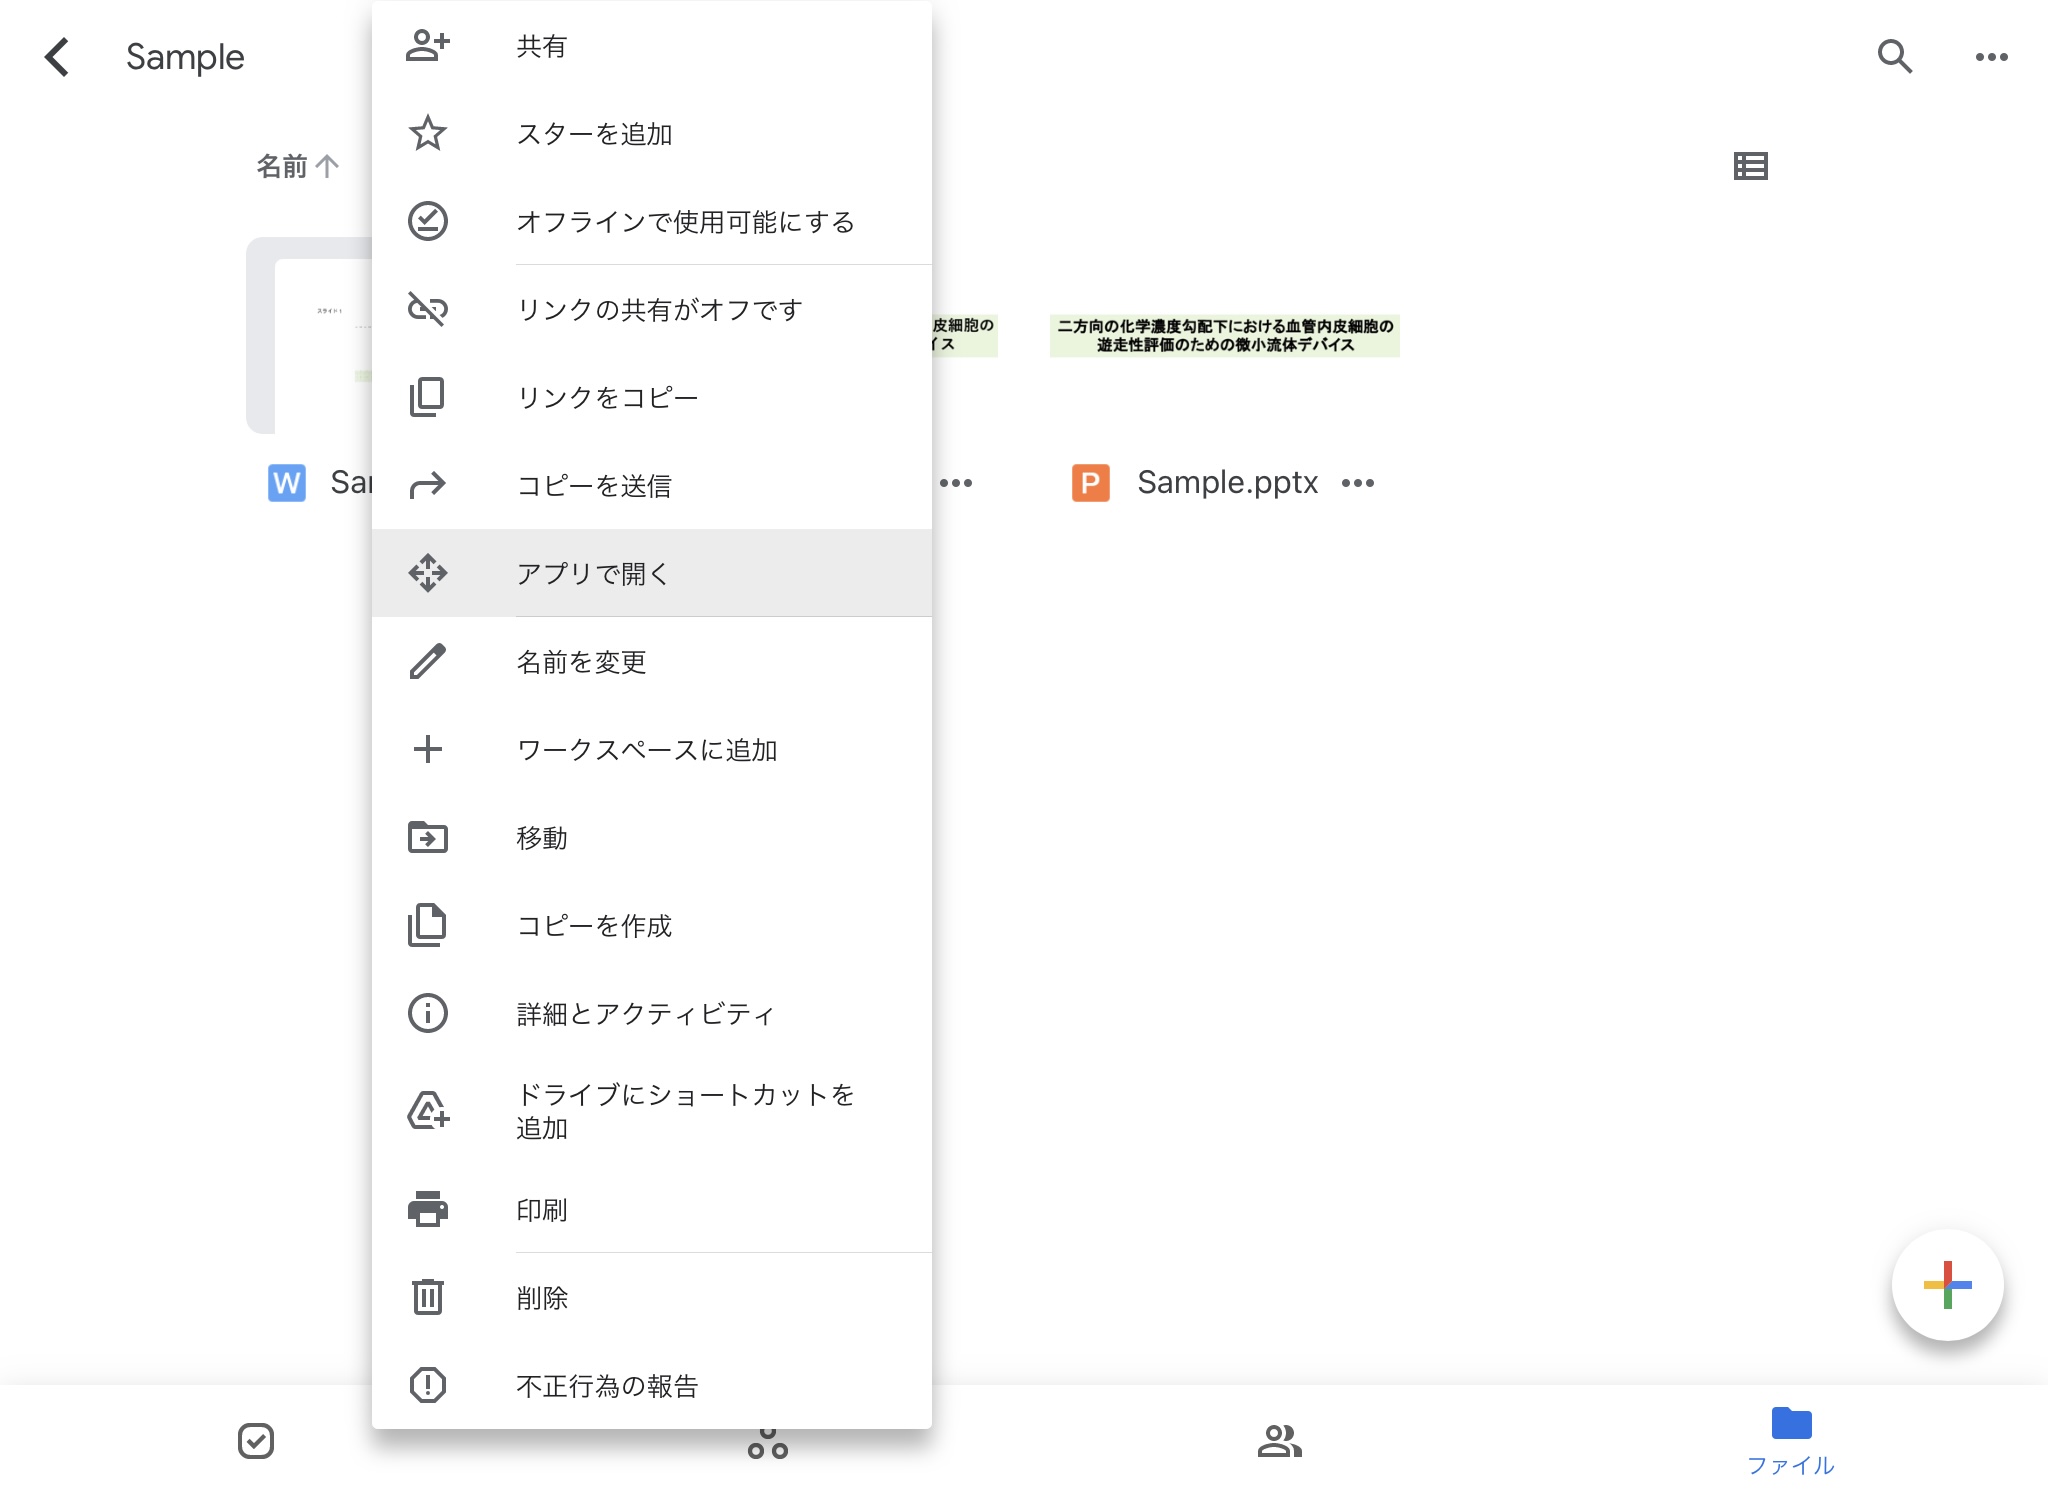 Sample
共有
スターを追加
オフラインで使用可能にする
リンクの共有がオフです
リンクをコピー
コピーを送信
アプリで開く
名前を変更
ワークスペースに追加
移動
コピーを作成
詳細とアクティビティ
ドライブにショートカットを
追加
印刷
削除
不正行為の報告
名前
スライド1
皮細胞の
イス
二方向の化学濃度勾配下における血管内皮細胞の
遊走性評価のための微小流体デバイス
W Sa
P Sample.pptx
ファイル